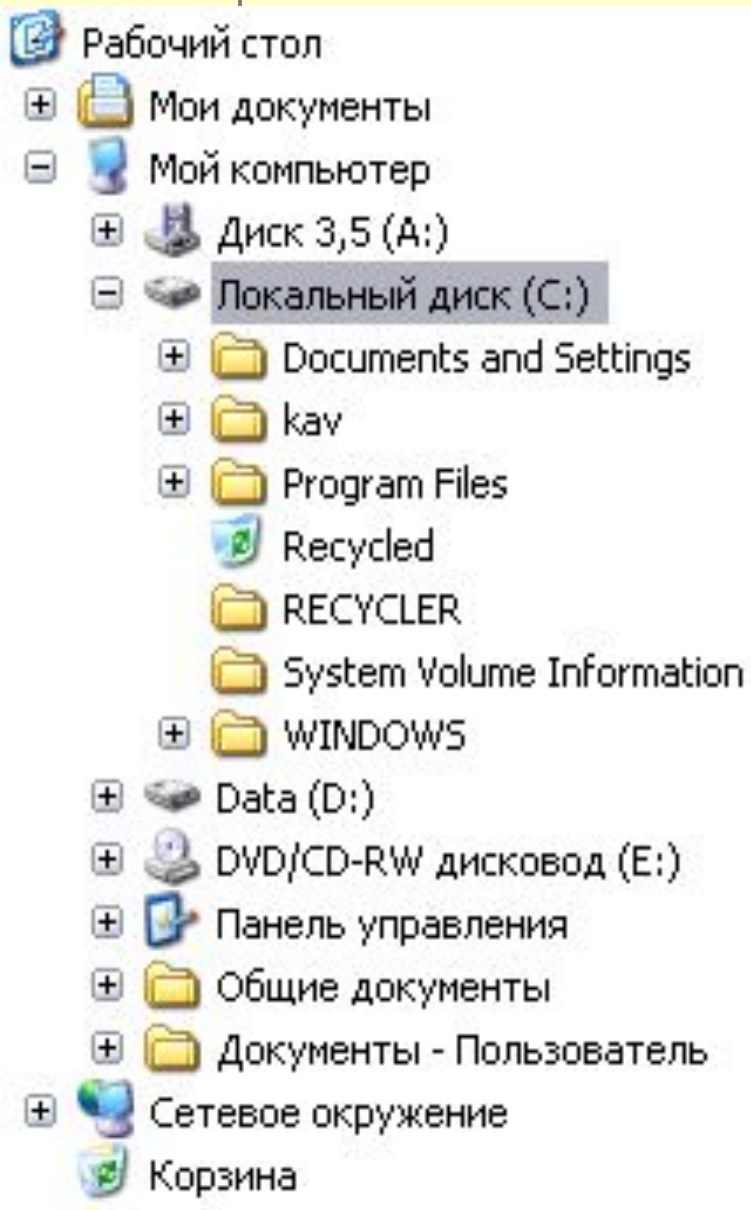 Рабочий стол
Мои документы
Мой компьютер
Диск 3,5 (A:)
Локальный диск (C:)
Documents and Settings
kav
Program Files
Recycled
RECYCLER
System Volume Information
WINDOWS
Data (D:)
DVD/CD-RW дисковод (E:)
Панель управления
Общие документы
Документы - Пользователь
Сетевое окружение
Корзина